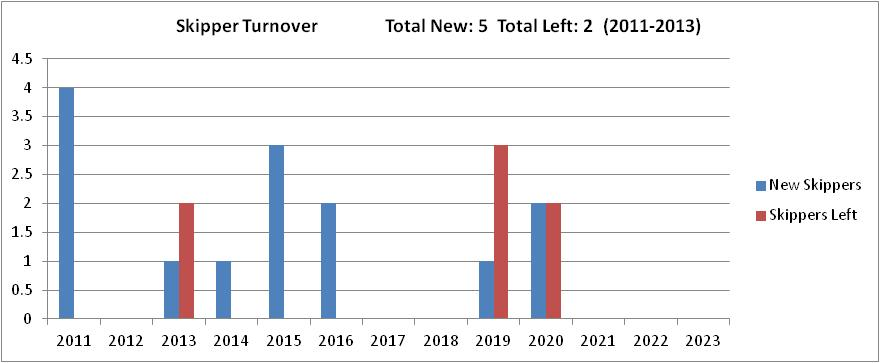 Skipper Turnover Total New: 5 Total Left: 2 (2011-2013)
4.5
4
3.5
3
2.5
2
1.5
1
0.5
0
New Skippers
Skippers Left
2011 2012 2013 2014 2015 2016 2017 2018 2019 2020 2021 2022 2023